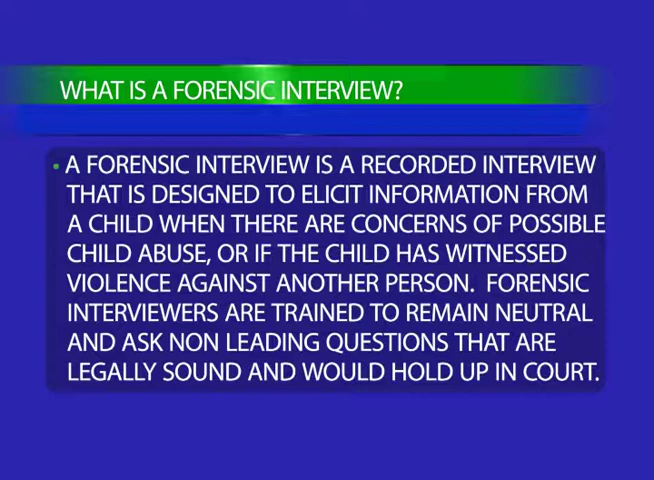 WHAT IS A FORENSIC INTERVIEW?
• A FORENSIC INTERVIEW IS A RECORDED INTERVIEW
THAT IS DESIGNED TO ELICIT INFORMATION FROM
A CHILD WHEN THERE ARE CONCERNS OF POSSIBLE
CHILD ABUSE, OR IF THE CHILD HAS WITNESSED
VIOLENCE AGAINST ANOTHER PERSON. FORENSIC
INTERVIEWERS ARE TRAINED TO REMAIN NEUTRAL
AND ASK NON LEADING QUESTIONS THAT ARE
LEGALLY SOUND AND WOULD HOLD UP IN COURT.